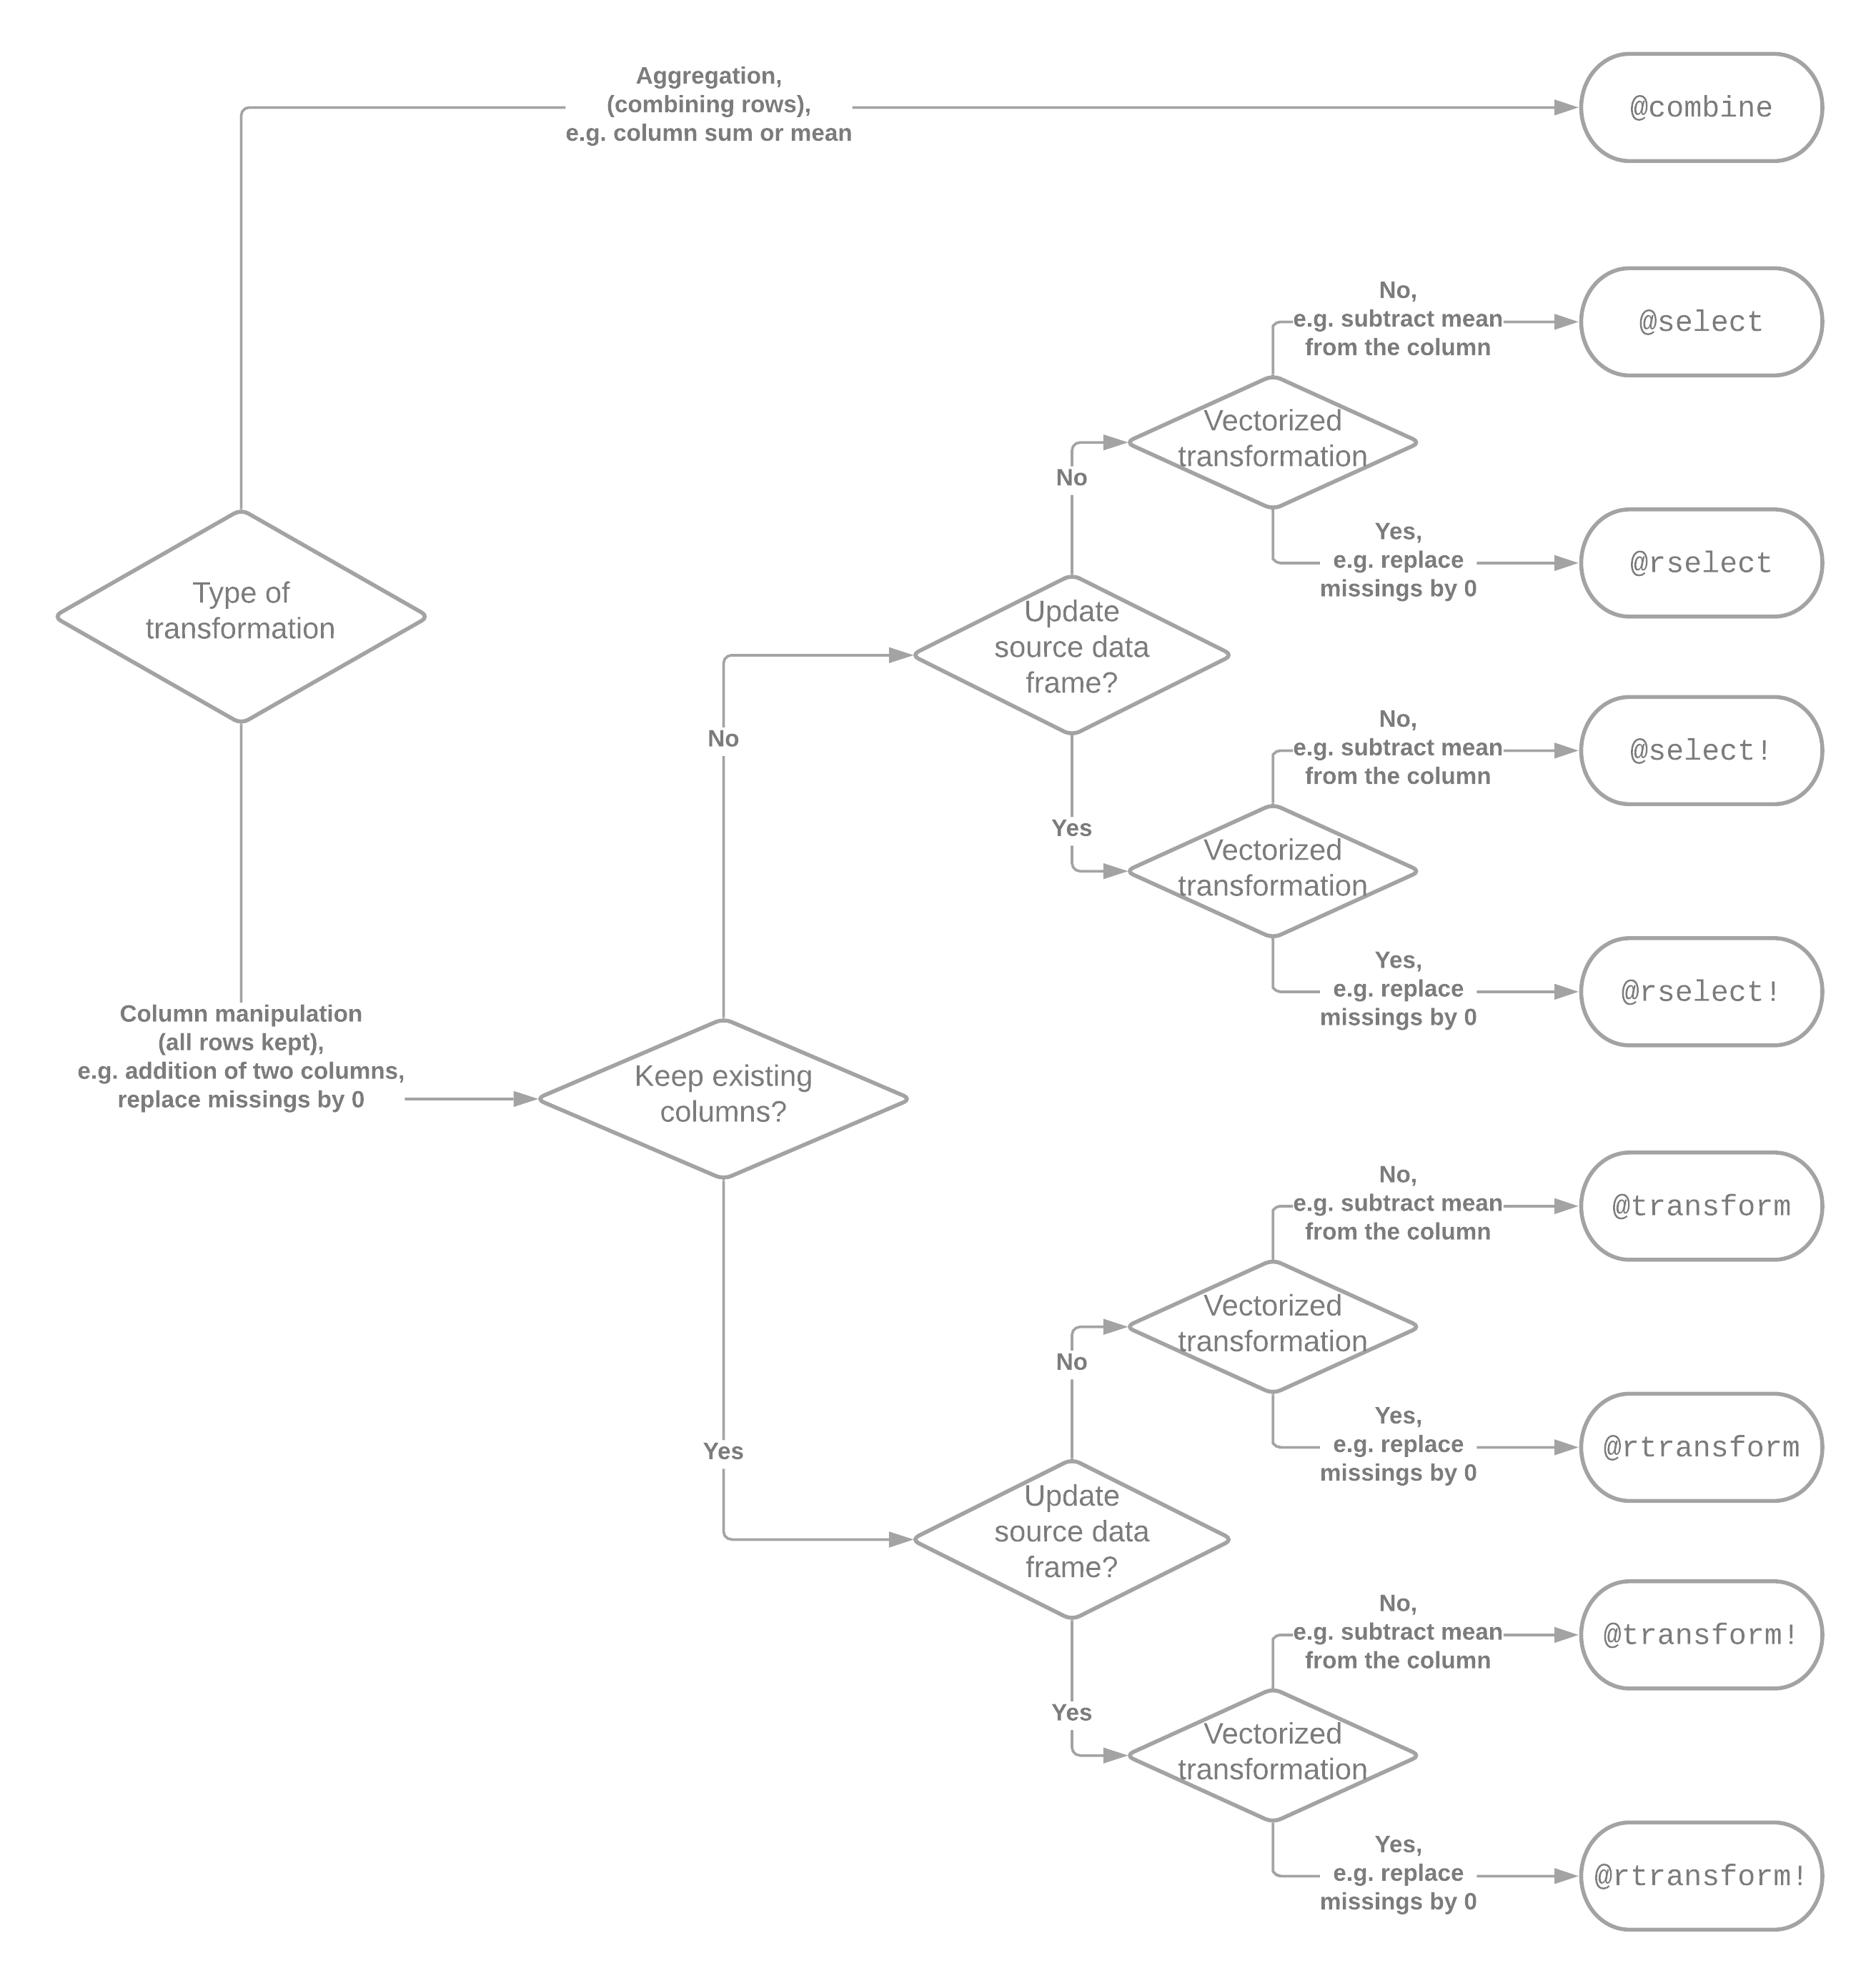 Aggregation,
(combining rows),
e.g. column sum or mean
@combine
No,
e.g. subtract mean
from the column
@select
Vectorized
transformation
No
Yes,
e.g. replace
missings by 0
@rselect
Type of
transformation
Update
source data
frame?
No
No,
e.g. subtract mean
from the column
@select!
Yes
Vectorized
transformation
Yes,
e.g. replace
missings by 0
@rselect!
Column manipulation
(all rows kept),
e.g. addition of two columns,
replace missings by 0
Keep existing
columns?
No,
e.g. subtract mean
from the column
@transform
Vectorized
transformation
No
Yes,
e.g. replace
missings by 0
@rtransform
Yes
Update
source data
frame?
No,
e.g. subtract mean
from the column
@transform!
Yes
Vectorized
transformation
Yes,
e.g. replace
missings by 0
@rtransform!